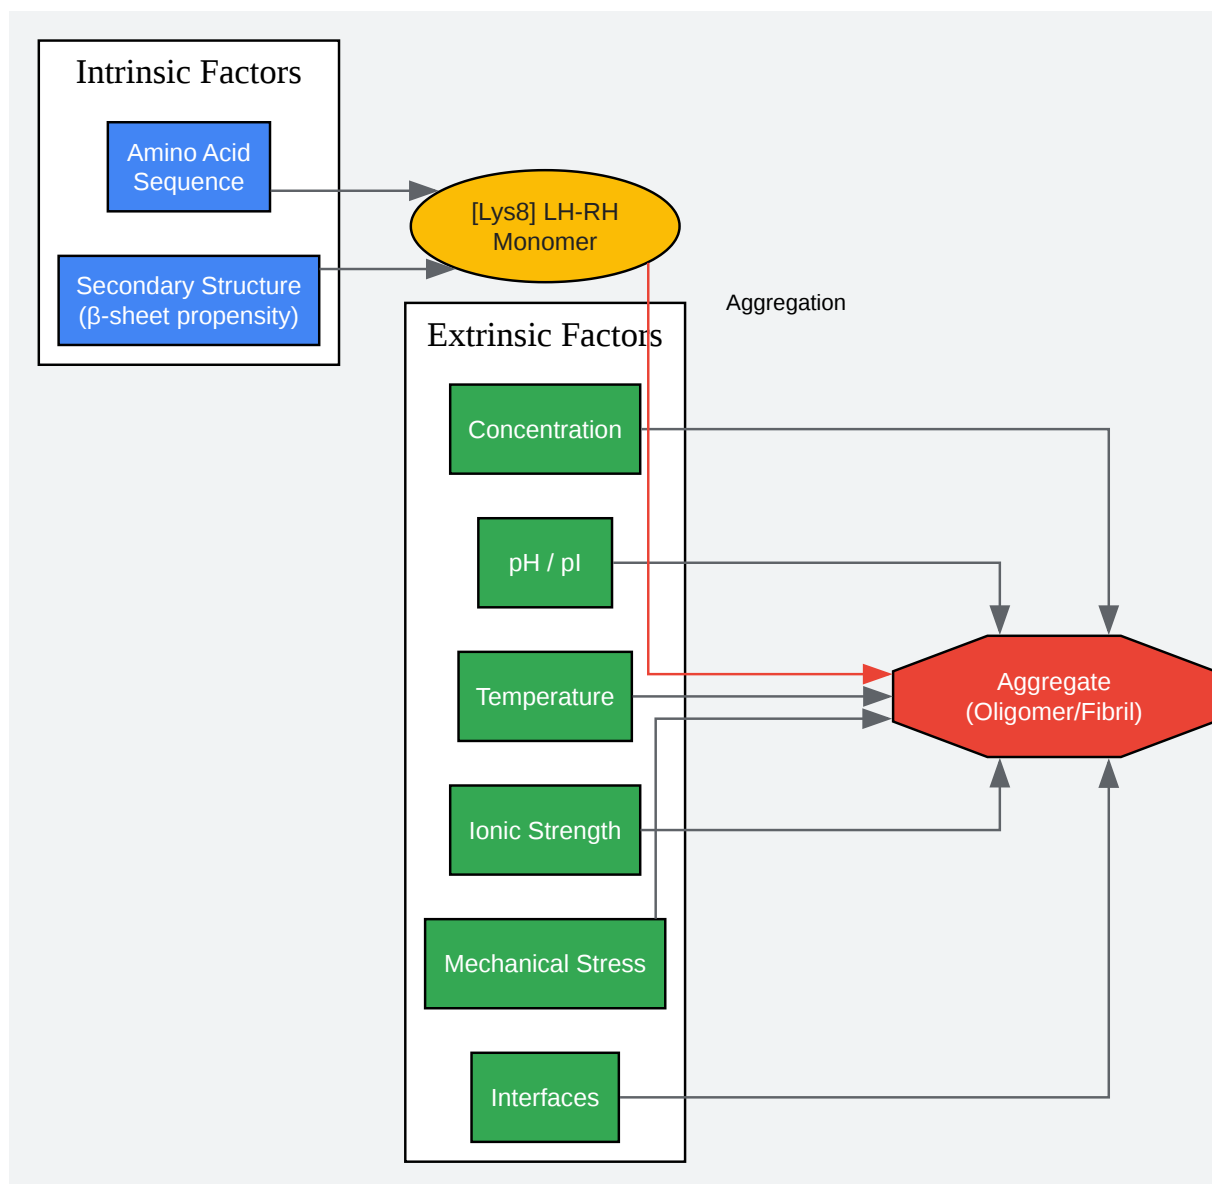 Intrinsic Factors
Amino Acid
Sequence
Secondary Structure
(β-sheet propensity)
[Lys8] LH-RH
Monomer
Aggregation
Extrinsic Factors
Concentration
pH / pI
Temperature
Ionic Strength
Mechanical Stress
Interfaces
Aggregate
(Oligomer/Fibril)